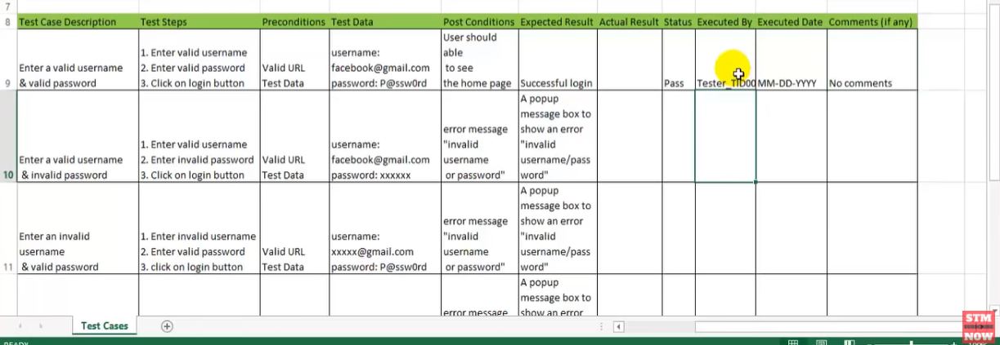 7
8 Test Case Description Test Steps Preconditions Test Data Post Conditions Expected Result Actual Result Status Executed By Executed Date Comments (if any)
Enter a valid username
& valid password
1. Enter valid username
2. Enter valid password
3. Click on login button
Valid URL
Test Data
username:
facebook@gmail.com
password: P@ssw0rd
User should
able
to see
the home page
Successful login
Pass
Tester_TID00
MM-DD-YYYY
No comments
9
Enter a valid username
& invalid password
1. Enter valid username
2. Enter invalid password
3. Click on login button
Valid URL
Test Data
username:
facebook@gmail.com
password: xxxxxx
error message
"invalid
username
or password"
A popup
message box to
show an error
"invalid
username/pass
word"
10
Enter an invalid
username
& valid password
1. Enter invalid username
2. Enter valid password
3. click on login button
Valid URL
Test Data
username:
xxxxx@gmail.com
password: P@ssw0rd
error message
"invalid
username
or password"
A popup
message box to
show an error
"invalid
username/pass
word"
11
error message
A popup
message box to
show an error
Test Cases
STM
SUBSCRIBE
NOW
READY